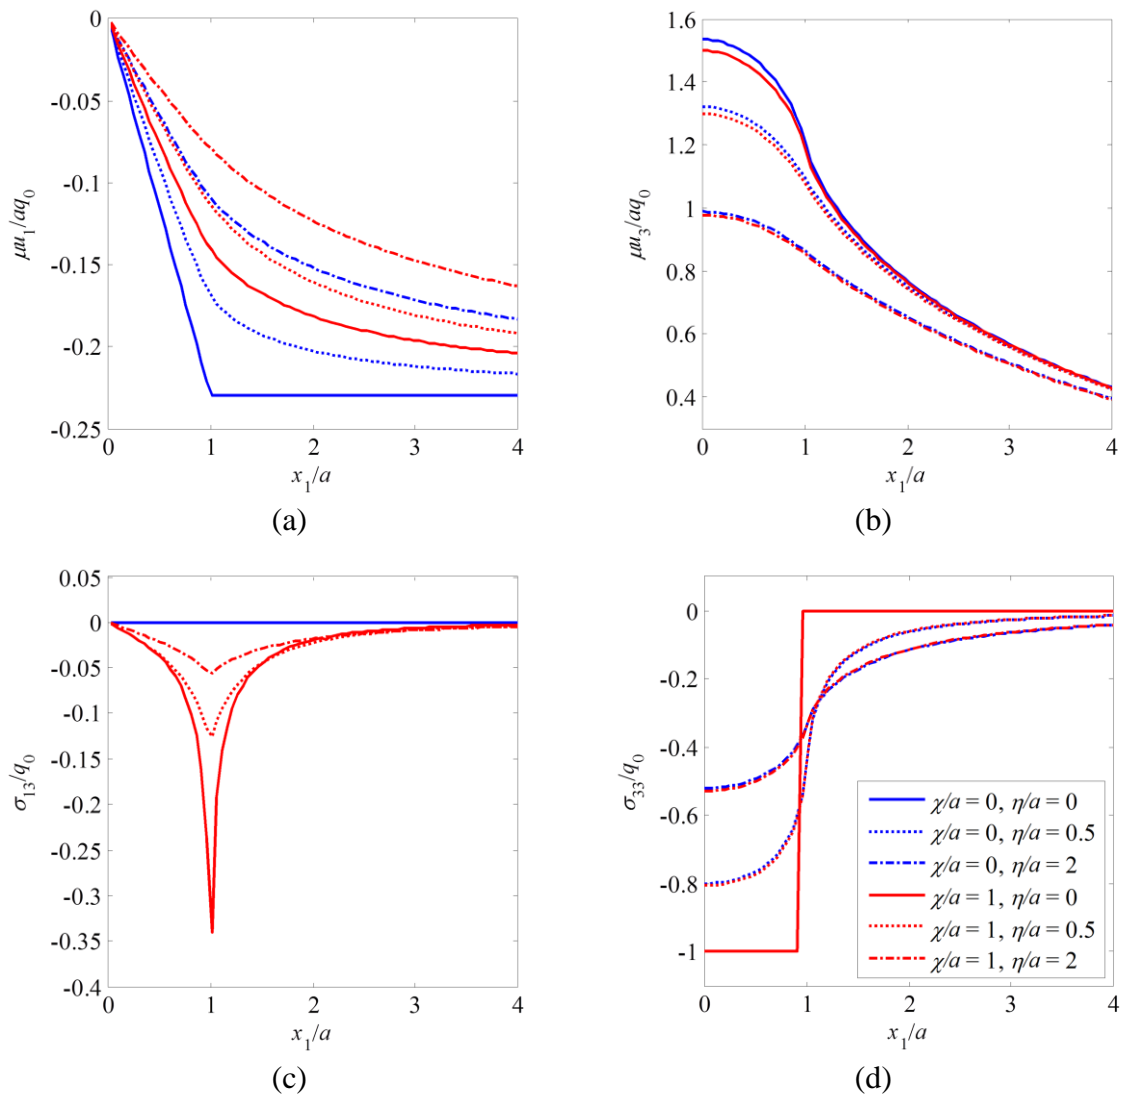 0
-0.05
-0.1
-0.15
-0.2
-0.25
μu₁/aq₀
0 1 2 3 4
x₁/a
(a)
1.6
1.4
1.2
1
0.8
0.6
0.4
μu₃/aq₀
0 1 2 3 4
x₁/a
(b)
0.05
0
-0.05
-0.1
-0.15
-0.2
-0.25
-0.3
-0.35
-0.4
σ₁₃/q₀
0 1 2 3 4
x₁/a
(c)
0
-0.2
-0.4
-0.6
-0.8
-1
σ₃₃/q₀
χ/a = 0, η/a = 0
χ/a = 0, η/a = 0.5
χ/a = 0, η/a = 2
χ/a = 1, η/a = 0
χ/a = 1, η/a = 0.5
χ/a = 1, η/a = 2
0 1 2 3 4
x₁/a
(d)